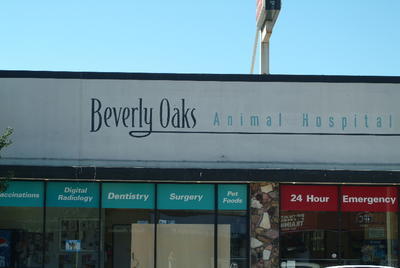 Beverly Oaks Animal Hospital
accinations Digital Radiology Dentistry Surgery Pet Foods 24 Hour Emergency